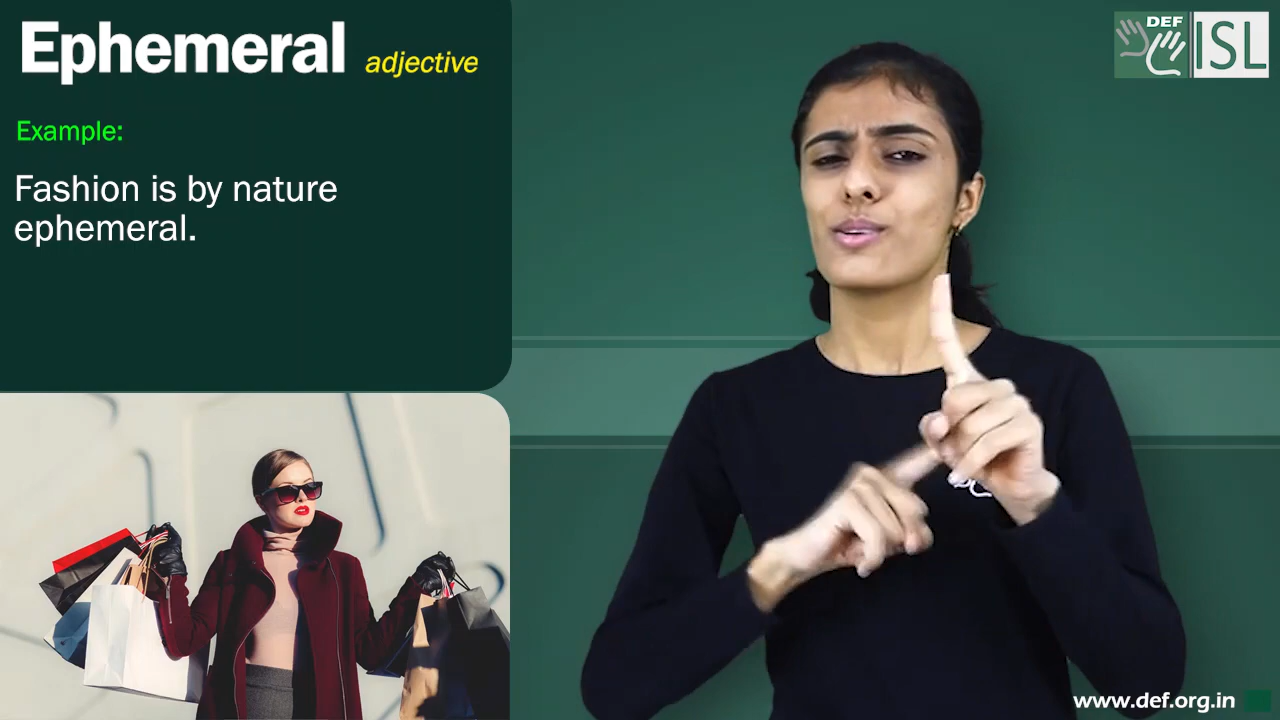 Ephemeral adjective
Example:
Fashion is by nature
ephemeral.
DEF
ISL
www.def.org.in